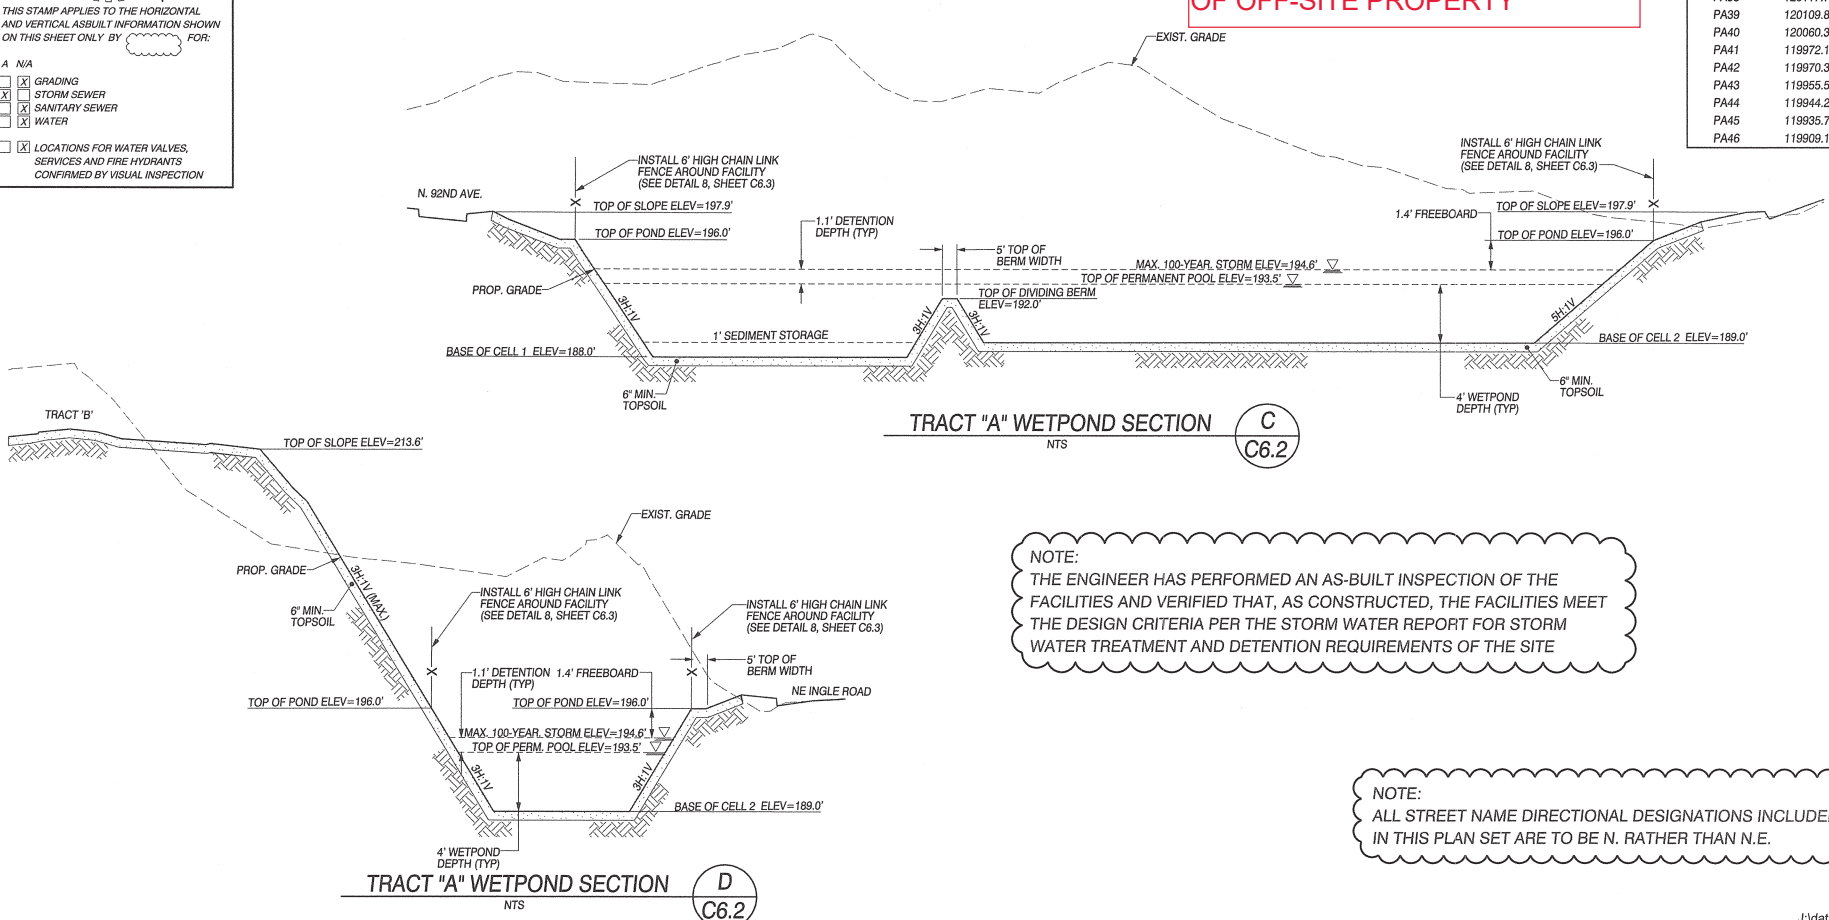 THIS STAMP APPLIES TO THE HORIZONTAL
AND VERTICAL ASBUILT INFORMATION SHOWN
ON THIS SHEET ONLY BY FOR:
A N/A
X GRADING
X STORM SEWER
X SANITARY SEWER
X WATER
X LOCATIONS FOR WATER VALVES,
SERVICES AND FIRE HYDRANTS
CONFIRMED BY VISUAL INSPECTION
OF OFF-SITE PROPERTY
PA39 120109.8
PA40 120060.3
PA41 119972.1
PA42 119970.3
PA43 119955.5
PA44 119944.2
PA45 119935.7
PA46 119909.1
EXIST. GRADE
INSTALL 6' HIGH CHAIN LINK
FENCE AROUND FACILITY
(SEE DETAIL 8, SHEET C6.3)
INSTALL 6' HIGH CHAIN LINK
FENCE AROUND FACILITY
(SEE DETAIL 8, SHEET C6.3)
N. 92ND AVE.
X
TOP OF SLOPE ELEV=197.9'
X
TOP OF SLOPE ELEV=197.9'
1.1' DETENTION
DEPTH (TYP)
1.4' FREEBOARD
TOP OF POND ELEV=196.0'
TOP OF POND ELEV=196.0'
5' TOP OF
BERM WIDTH
MAX. 100-YEAR. STORM ELEV=194.6'
TOP OF PERMANENT POOL ELEV=193.5'
PROP. GRADE
TOP OF DIVIDING BERM
ELEV=192.0'
3H:1V
3H:1V
3H:1V
5H:1V
1' SEDIMENT STORAGE
BASE OF CELL 1 ELEV=188.0'
BASE OF CELL 2 ELEV=189.0'
6" MIN.
TOPSOIL
6" MIN.
TOPSOIL
4' WETPOND
DEPTH (TYP)
TRACT "A" WETPOND SECTION
NTS
C
C6.2
TRACT 'B'
TOP OF SLOPE ELEV=213.6'
EXIST. GRADE
PROP. GRADE
3H:1V (MAX.)
6" MIN.
TOPSOIL
INSTALL 6' HIGH CHAIN LINK
FENCE AROUND FACILITY
(SEE DETAIL 8, SHEET C6.3)
INSTALL 6' HIGH CHAIN LINK
FENCE AROUND FACILITY
(SEE DETAIL 8, SHEET C6.3)
X
X
5' TOP OF
BERM WIDTH
1.1' DETENTION
DEPTH (TYP)
1.4' FREEBOARD
NE INGLE ROAD
TOP OF POND ELEV=196.0'
TOP OF POND ELEV=196.0'
MAX. 100-YEAR. STORM ELEV=194.6'
TOP OF PERM. POOL ELEV=193.5'
3H:1V
3H:1V
BASE OF CELL 2 ELEV=189.0'
4' WETPOND
DEPTH (TYP)
TRACT "A" WETPOND SECTION
NTS
D
C6.2
NOTE:
THE ENGINEER HAS PERFORMED AN AS-BUILT INSPECTION OF THE
FACILITIES AND VERIFIED THAT, AS CONSTRUCTED, THE FACILITIES MEET
THE DESIGN CRITERIA PER THE STORM WATER REPORT FOR STORM
WATER TREATMENT AND DETENTION REQUIREMENTS OF THE SITE
NOTE:
ALL STREET NAME DIRECTIONAL DESIGNATIONS INCLUDE
IN THIS PLAN SET ARE TO BE N. RATHER THAN N.E.